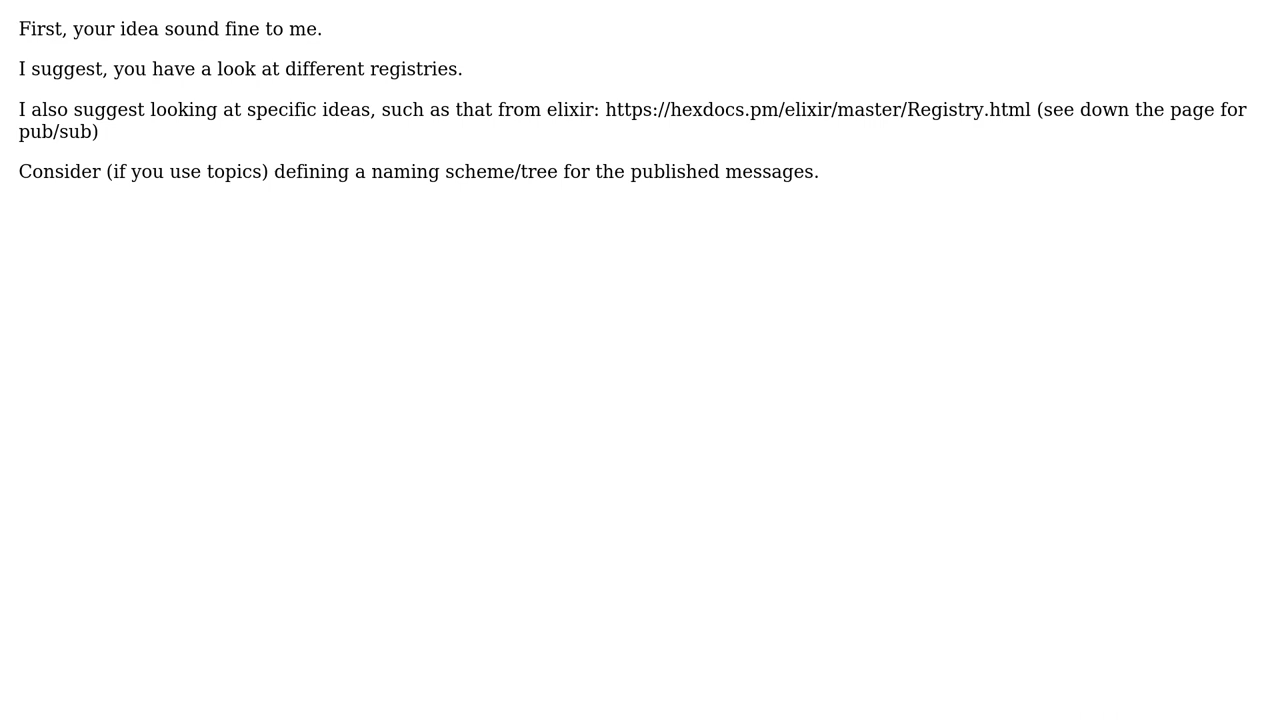 First, your idea sound fine to me.
I suggest, you have a look at different registries.
I also suggest looking at specific ideas, such as that from elixir: https://hexdocs.pm/elixir/master/Registry.html (see down the page for
pub/sub)
Consider (if you use topics) defining a naming scheme/tree for the published messages.